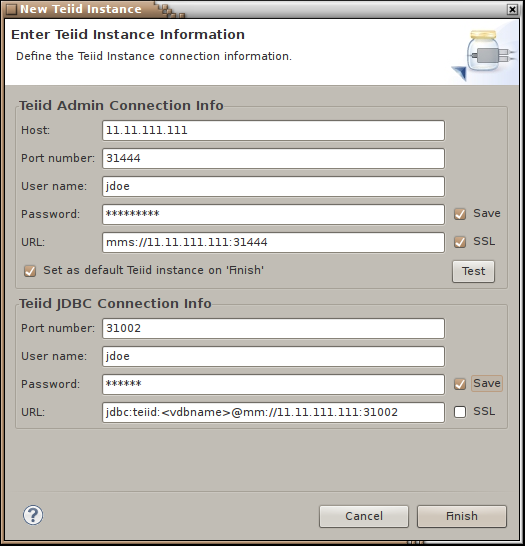 New Teiid Instance
Enter Teiid Instance Information
Define the Teiid Instance connection information.
Teiid Admin Connection Info
Host: 11.11.111.111
Port number: 31444
User name: jdoe
Password: ********* Save
URL: mms://11.11.111.111:31444 SSL
Set as default Teiid instance on 'Finish' Test
Teiid JDBC Connection Info
Port number: 31002
User name: jdoe
Password: ****** Save
URL: jdbc:teiid:<vdbname>@mm://11.11.111.111:31002 SSL
? Cancel Finish